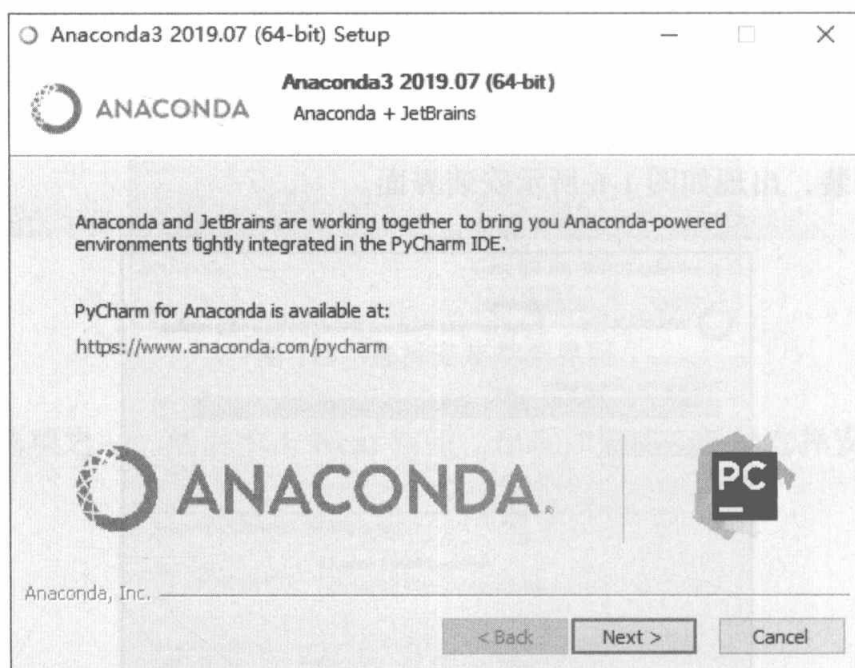 Anaconda3 2019.07 (64-bit) Setup
ANACONDA
Anaconda3 2019.07 (64-bit)
Anaconda + JetBrains
Anaconda and JetBrains are working together to bring you Anaconda-powered
environments tightly integrated in the PyCharm IDE.
PyCharm for Anaconda is available at:
https://www.anaconda.com/pycharm
ANACONDA.
PC
Anaconda, Inc.
< Back
Next >
Cancel